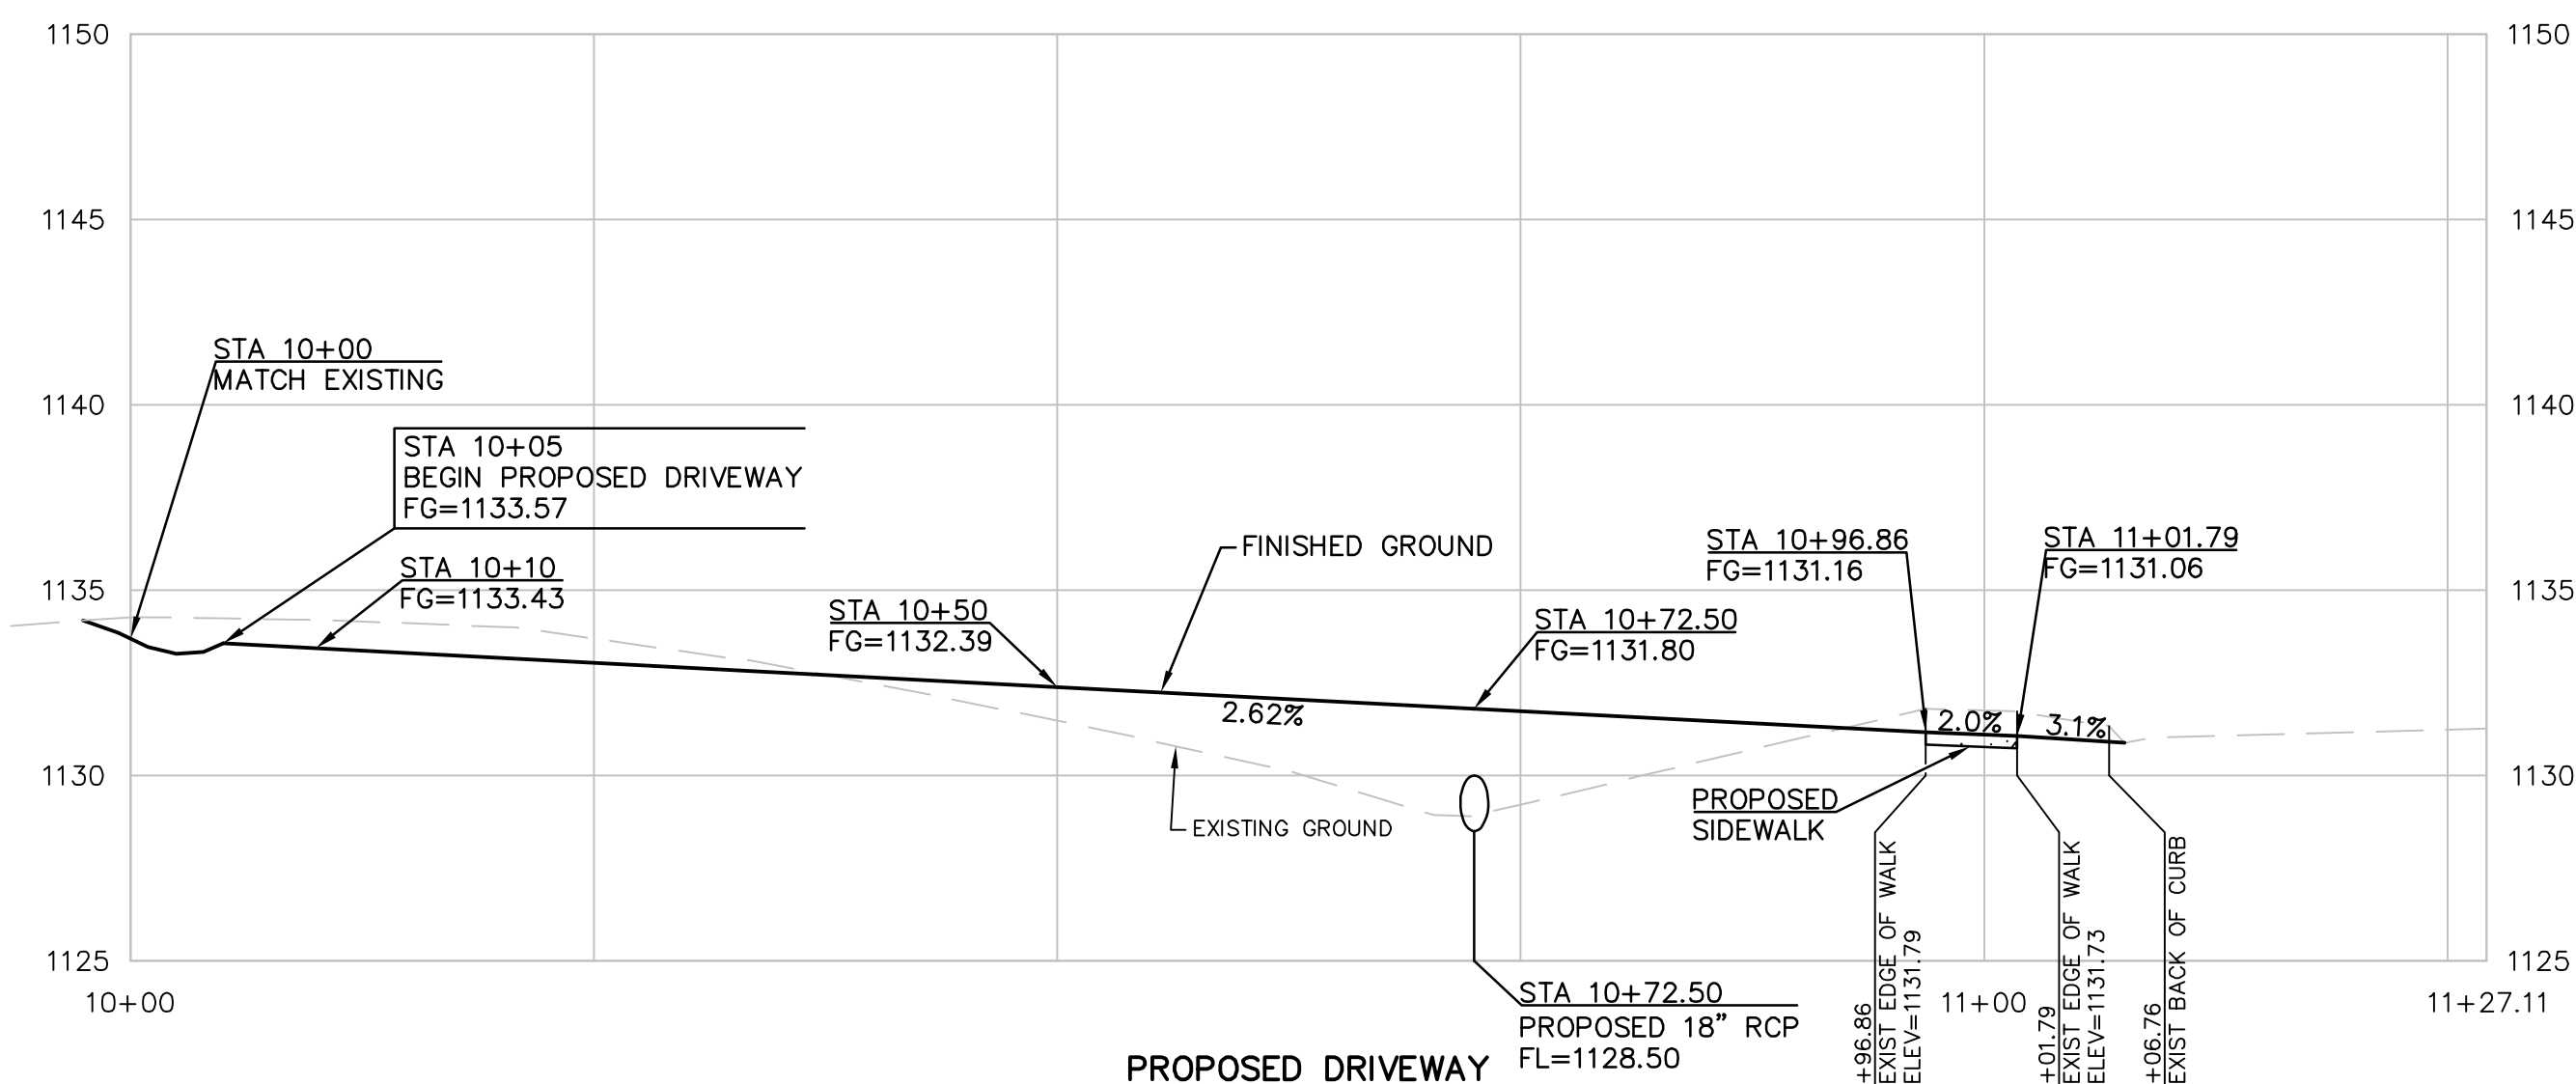 1150
1150
1145
1145
1140
1140
1135
1135
1130
1130
1125
1125
STA 10+00
MATCH EXISTING
STA 10+05
BEGIN PROPOSED DRIVEWAY
FG=1133.57
STA 10+10
FG=1133.43
STA 10+50
FG=1132.39
FINISHED GROUND
2.62%
EXISTING GROUND
STA 10+72.50
FG=1131.80
STA 10+96.86
FG=1131.16
STA 11+01.79
FG=1131.06
2.0%
3.1%
PROPOSED
SIDEWALK
+96.86
EXIST EDGE OF WALK
ELEV=1131.79
+01.79
EXIST EDGE OF WALK
ELEV=1131.73
+06.76
EXIST BACK OF CURB
10+00
11+00
11+27.11
STA 10+72.50
PROPOSED 18" RCP
FL=1128.50
PROPOSED DRIVEWAY